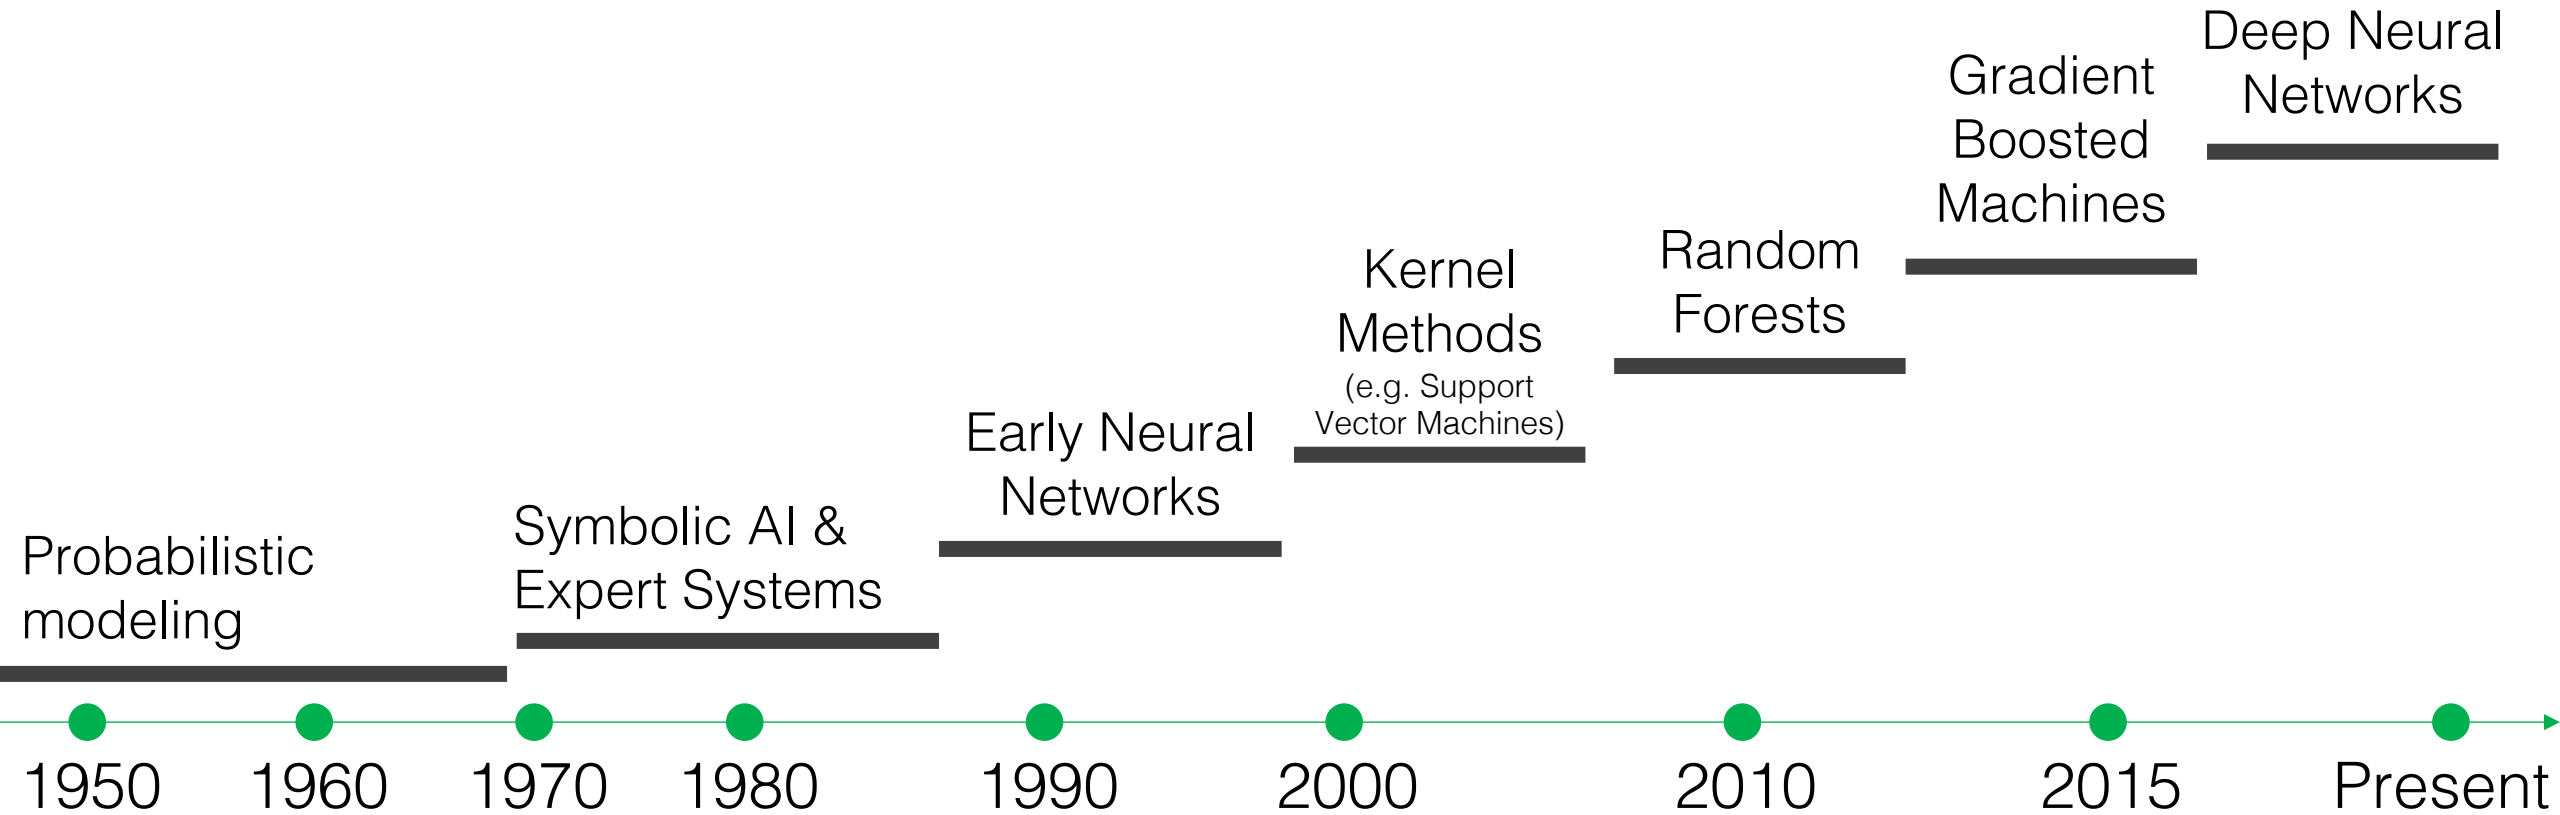 Probabilistic
modeling
Symbolic AI &
Expert Systems
Early Neural
Networks
Kernel
Methods
(e.g. Support
Vector Machines)
Random
Forests
Gradient
Boosted
Machines
Deep Neural
Networks
1950
1960
1970
1980
1990
2000
2010
2015
Present